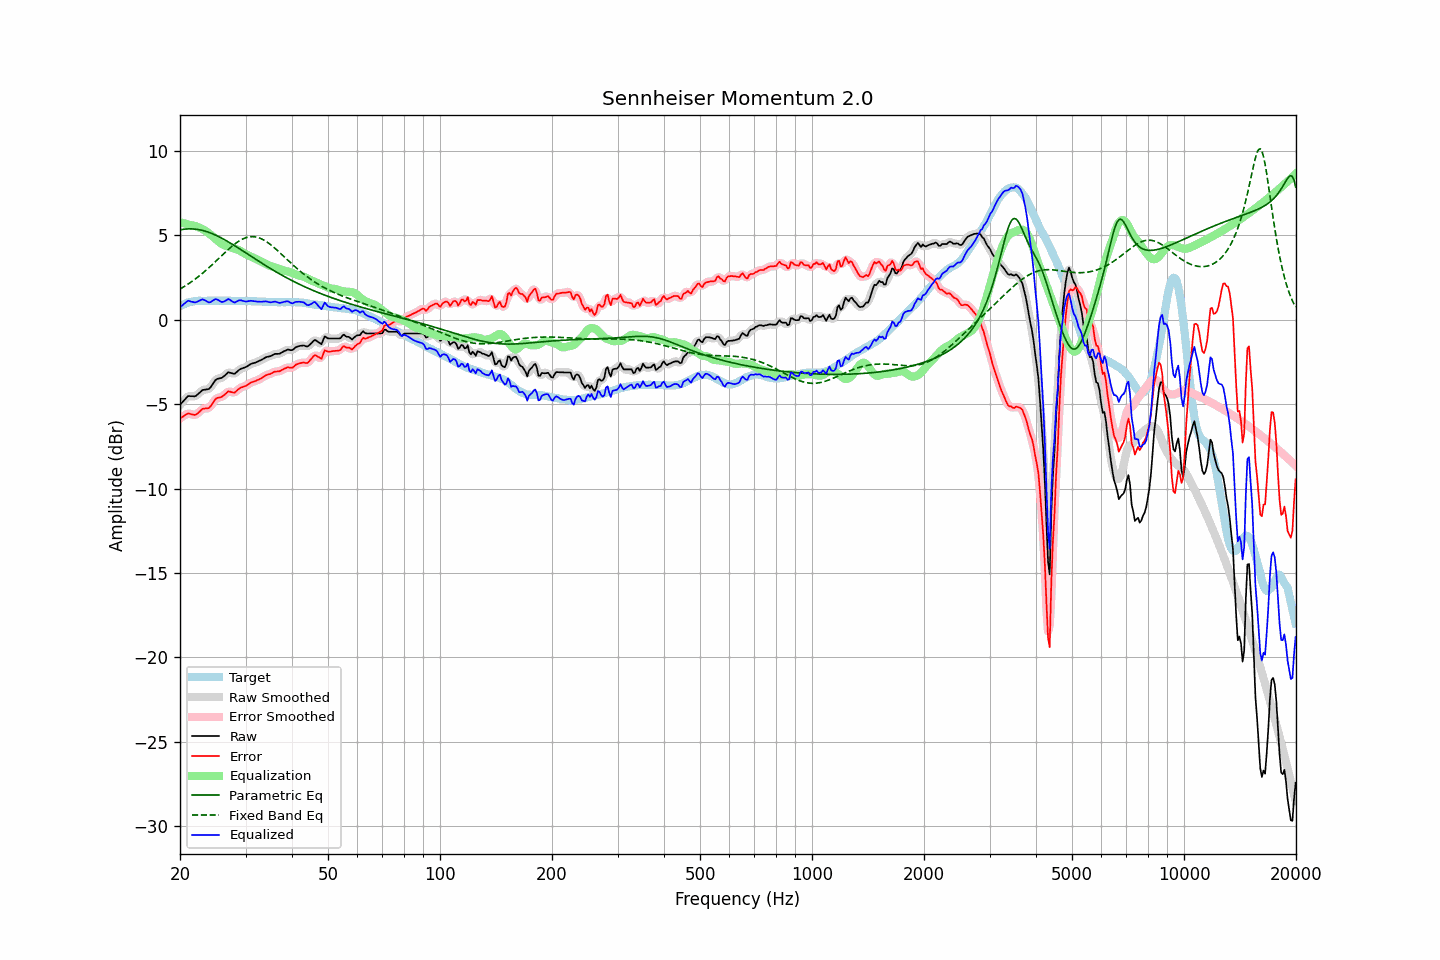 Sennheiser Momentum 2.0
Amplitude (dBr)
10
5
0
−5
−10
−15
−20
−25
−30
Target
Raw Smoothed
Error Smoothed
Raw
Error
Equalization
Parametric Eq
Fixed Band Eq
Equalized
20 50 100 200 500 1000 2000 5000 10000 20000
Frequency (Hz)